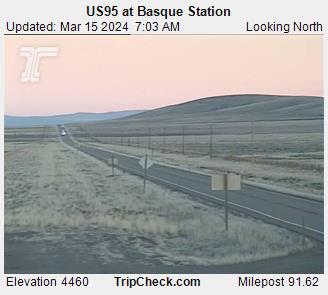 US95 at Basque Station
Updated: Mar 15 2024 7:03 AM Looking North
Elevation 4460 TripCheck.com Milepost 91.62